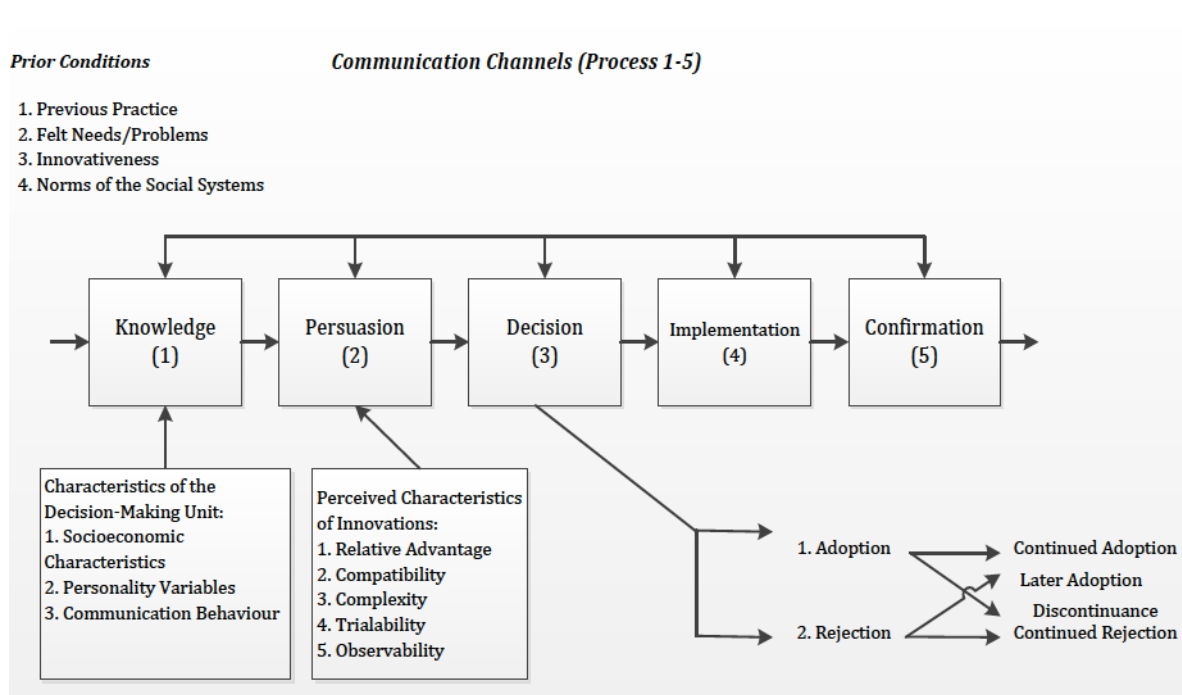 Prior Conditions
Communication Channels (Process 1-5)
1. Previous Practice
2. Felt Needs/Problems
3. Innovativeness
4. Norms of the Social Systems
Knowledge
(1)
Persuasion
(2)
Decision
(3)
Implementation
(4)
Confirmation
(5)
Characteristics of the
Decision-Making Unit:
1. Socioeconomic
Characteristics
2. Personality Variables
3. Communication Behaviour
Perceived Characteristics
of Innovations:
1. Relative Advantage
2. Compatibility
3. Complexity
4. Trialability
5. Observability
1. Adoption
2. Rejection
Continued Adoption
Later Adoption
Discontinuance
Continued Rejection